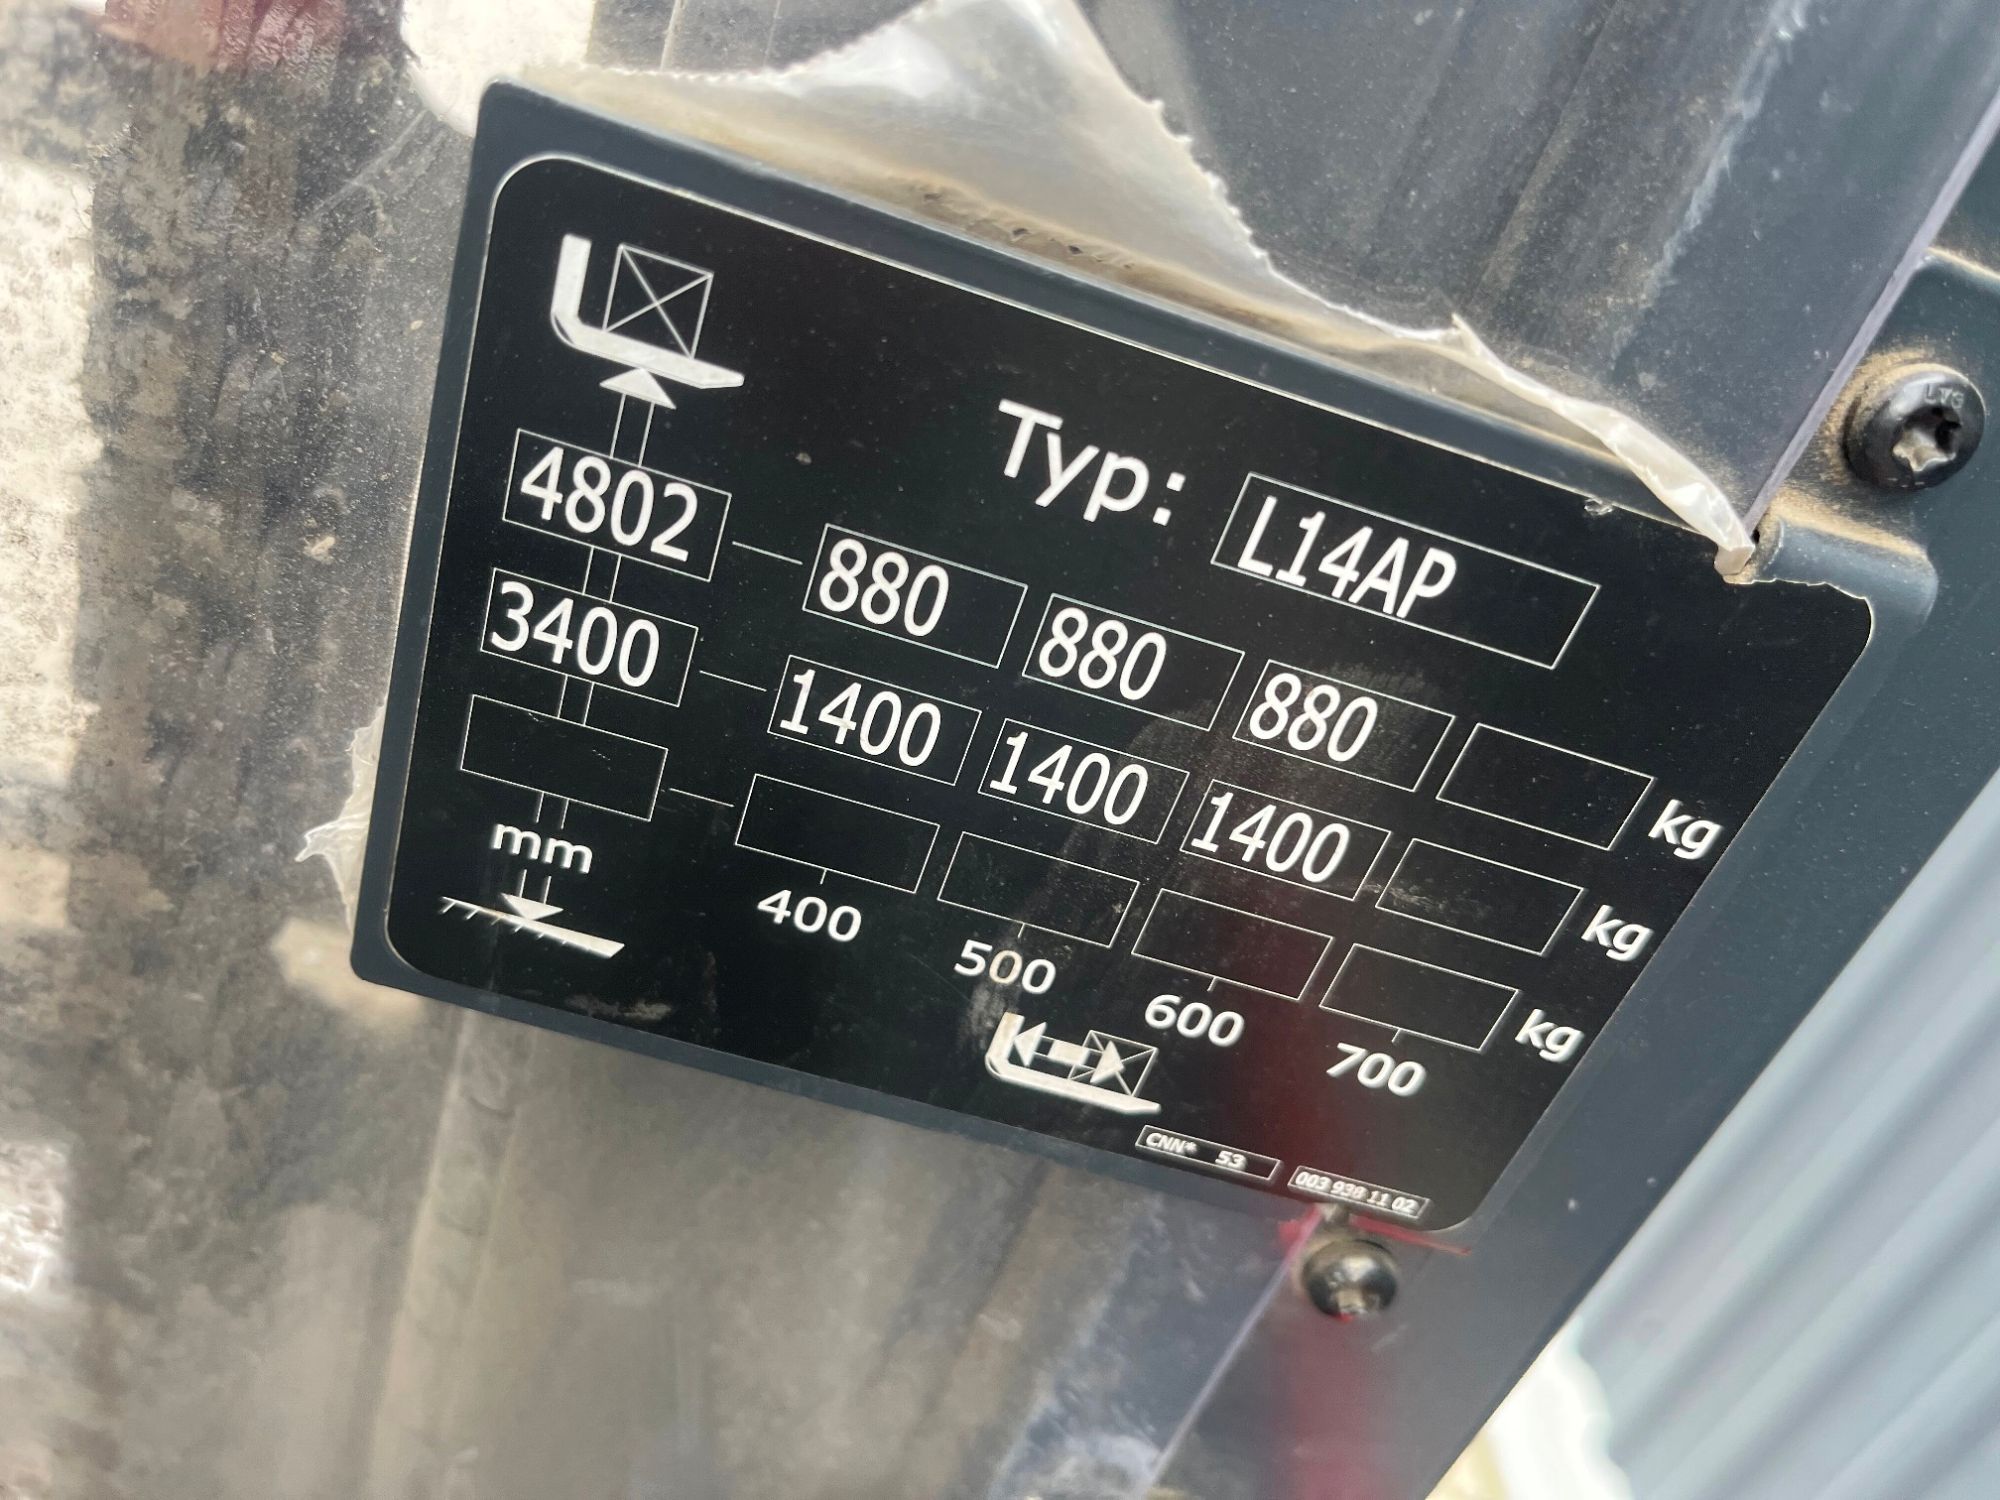 Typ: L14AP
4802 880 880 880 kg
3400 1400 1400 1400 kg
kg
mm 400 500 600 700
CNN* 53 003 938 11 02